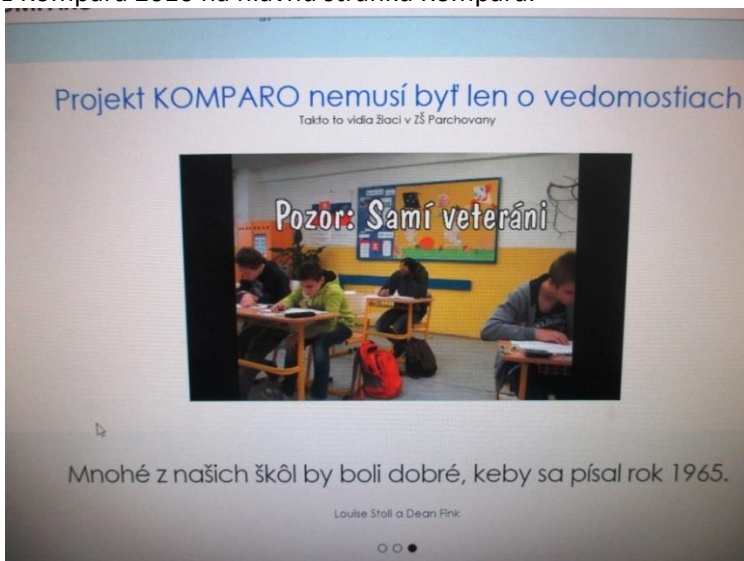 Projekt KOMPARO nemusí byť len o vedomostiach
Takto to vidia žiaci v ZŠ Parchovany
Pozor: Samí veteráni
Mnohé z našich škôl by boli dobré, keby sa písal rok 1965.
Louise Stoll a Dean Fink